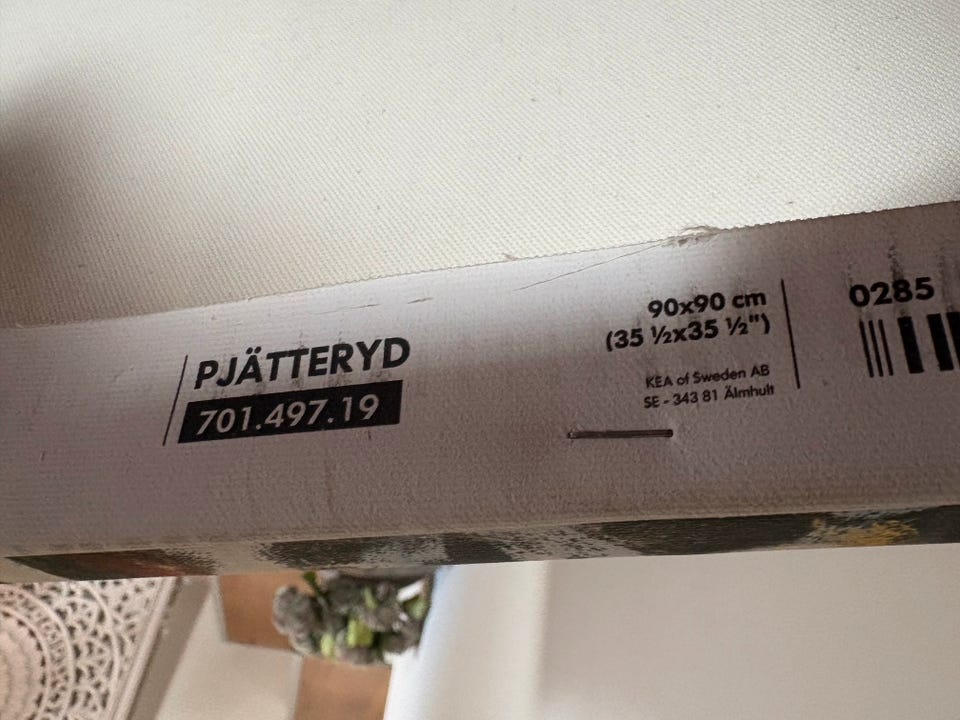 PJÄTTERYD
701.497.19
90x90 cm
(35 ½x35 ½")
KEA of Sweden AB
SE - 343 81 Älmhult
0285